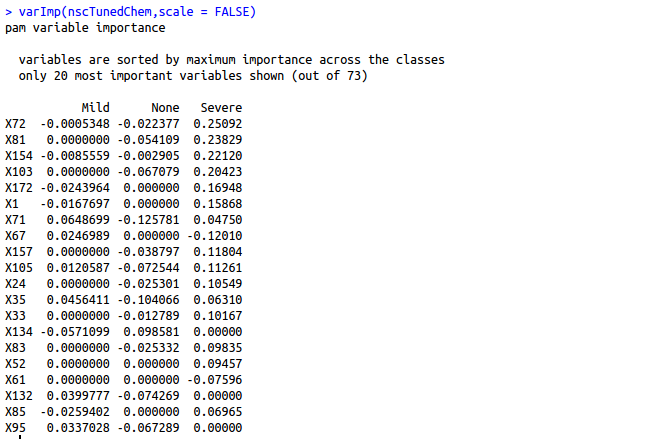 > varImp(nscTunedChem,scale = FALSE)
pam variable importance
variables are sorted by maximum importance across the classes
only 20 most important variables shown (out of 73)
Mild None Severe
X72 -0.0005348 -0.022377 0.25092
X81 0.0000000 -0.054109 0.23829
X154 -0.0085559 -0.002905 0.22120
X103 0.0000000 -0.067079 0.20423
X172 -0.0243964 0.000000 0.16948
X1 -0.0167697 0.000000 0.15868
X71 0.0648699 -0.125781 0.04750
X67 0.0246989 0.000000 -0.12010
X157 0.0000000 -0.038797 0.11804
X105 0.0120587 -0.072544 0.11261
X24 0.0000000 -0.025301 0.10549
X35 0.0456411 -0.104066 0.06310
X33 0.0000000 -0.012789 0.10167
X134 -0.0571099 0.098581 0.00000
X83 0.0000000 -0.025332 0.09835
X52 0.0000000 0.000000 0.09457
X61 0.0000000 0.000000 -0.07596
X132 0.0399777 -0.074269 0.00000
X85 -0.0259402 0.000000 0.06965
X95 0.0337028 -0.067289 0.00000